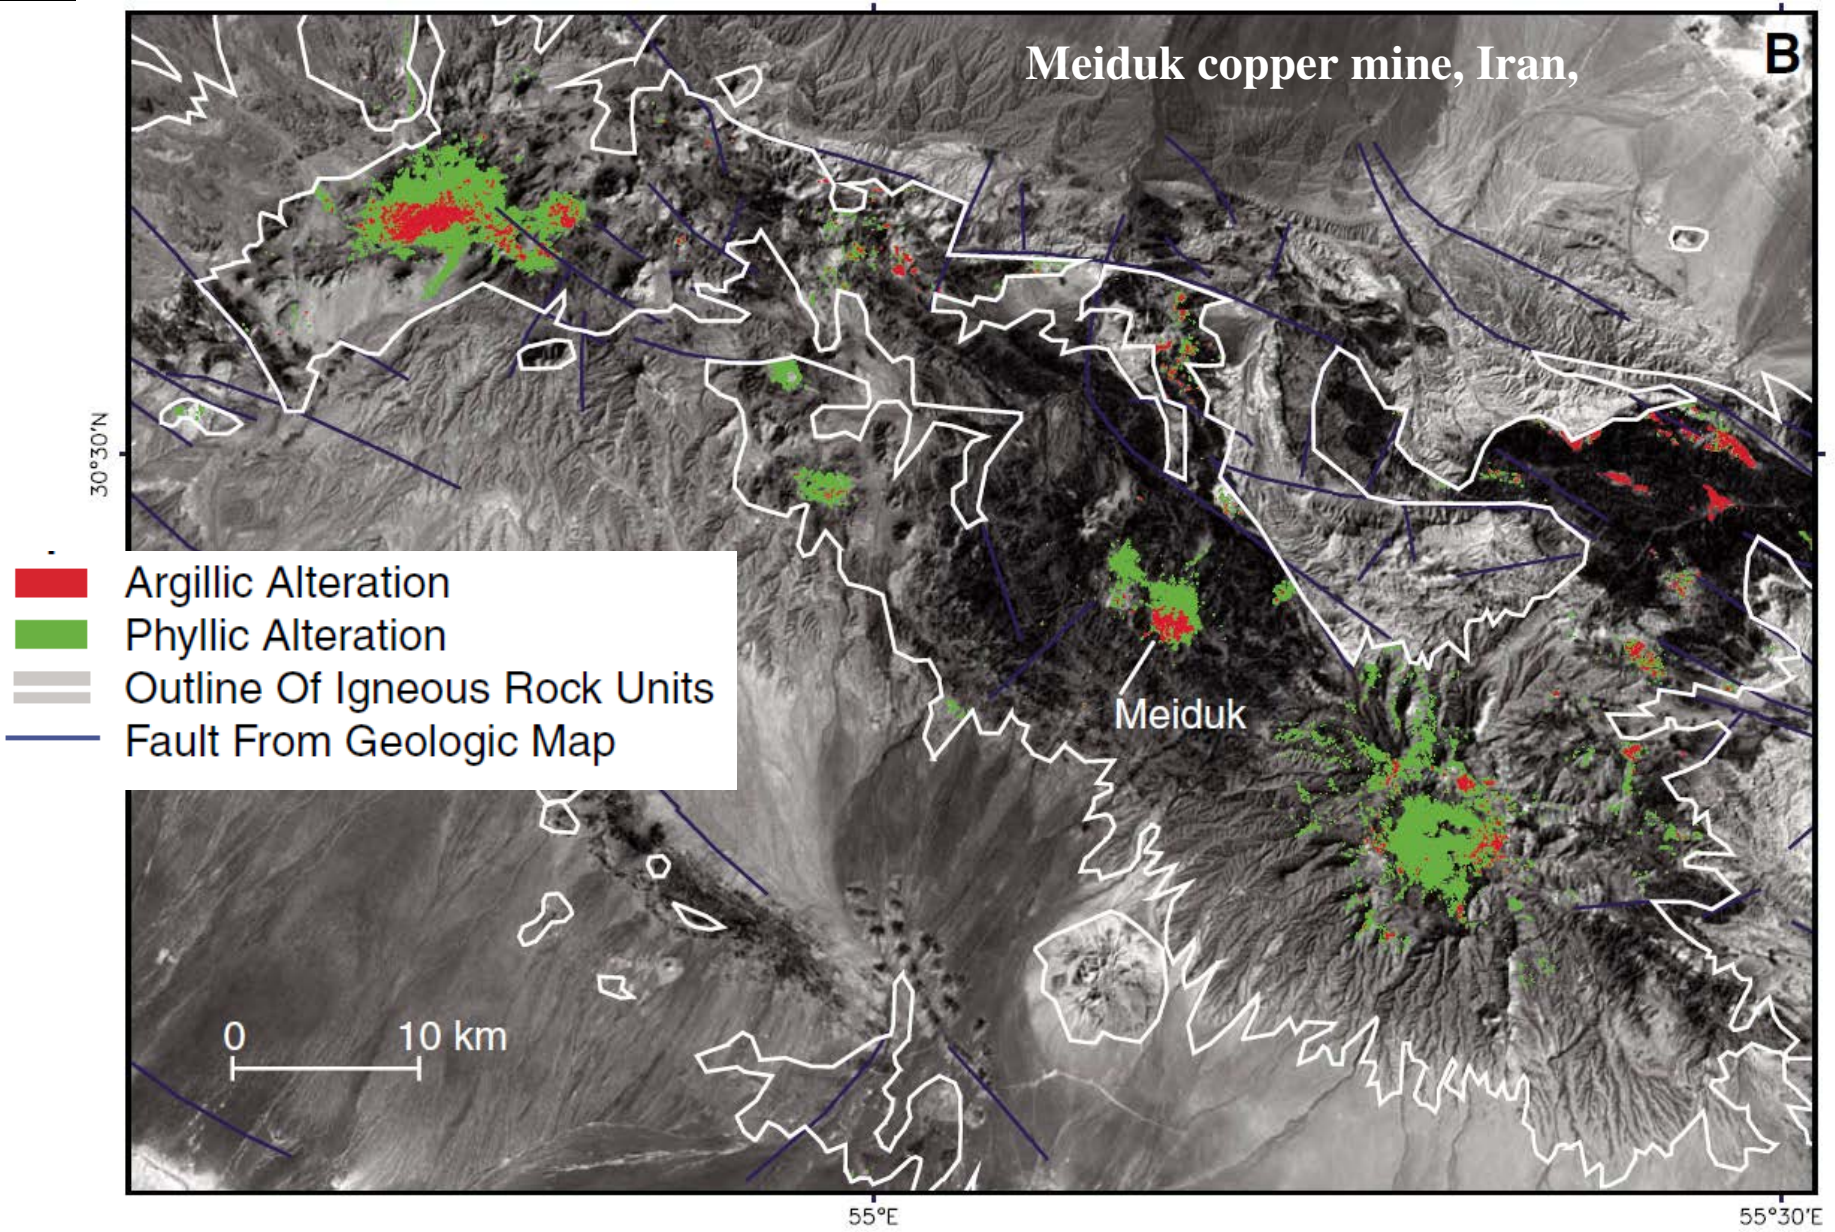 Meiduk copper mine, Iran,
B
30°30'N
Argillic Alteration
Phyllic Alteration
Outline Of Igneous Rock Units
Fault From Geologic Map
Meiduk
0 10 km
55°E
55°30'E